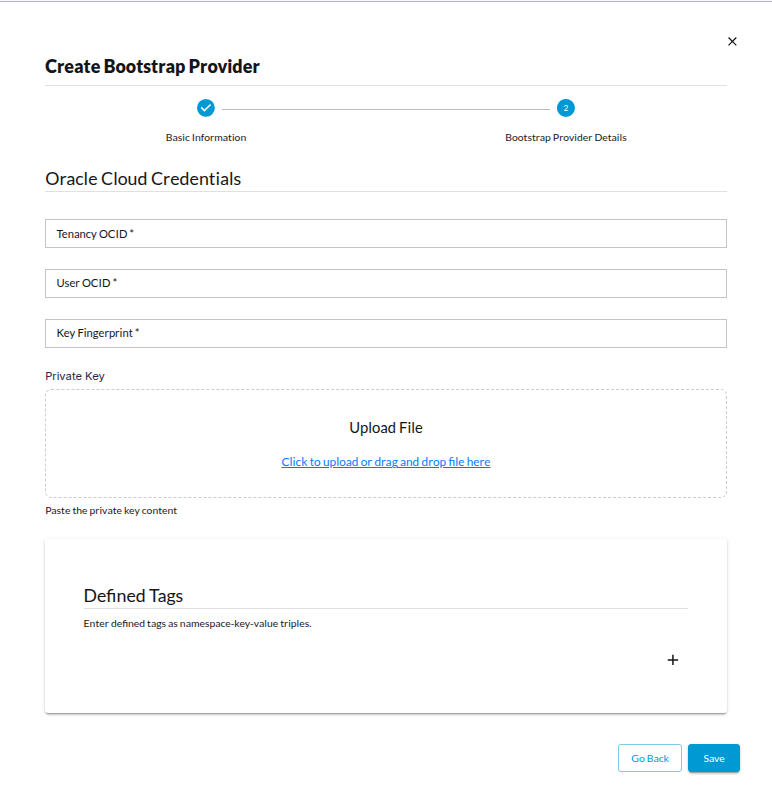 Create Bootstrap Provider
2
Basic Information
Bootstrap Provider Details
Oracle Cloud Credentials
Tenancy OCID *
User OCID *
Key Fingerprint *
Private Key
Upload File
Click to upload or drag and drop file here
Paste the private key content
Defined Tags
Enter defined tags as namespace-key-value triples.
Go Back
Save